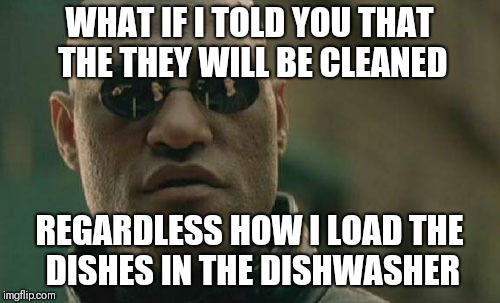 WHAT IF I TOLD YOU THAT
THE THEY WILL BE CLEANED
REGARDLESS HOW I LOAD THE
DISHES IN THE DISHWASHER
imgflip.com